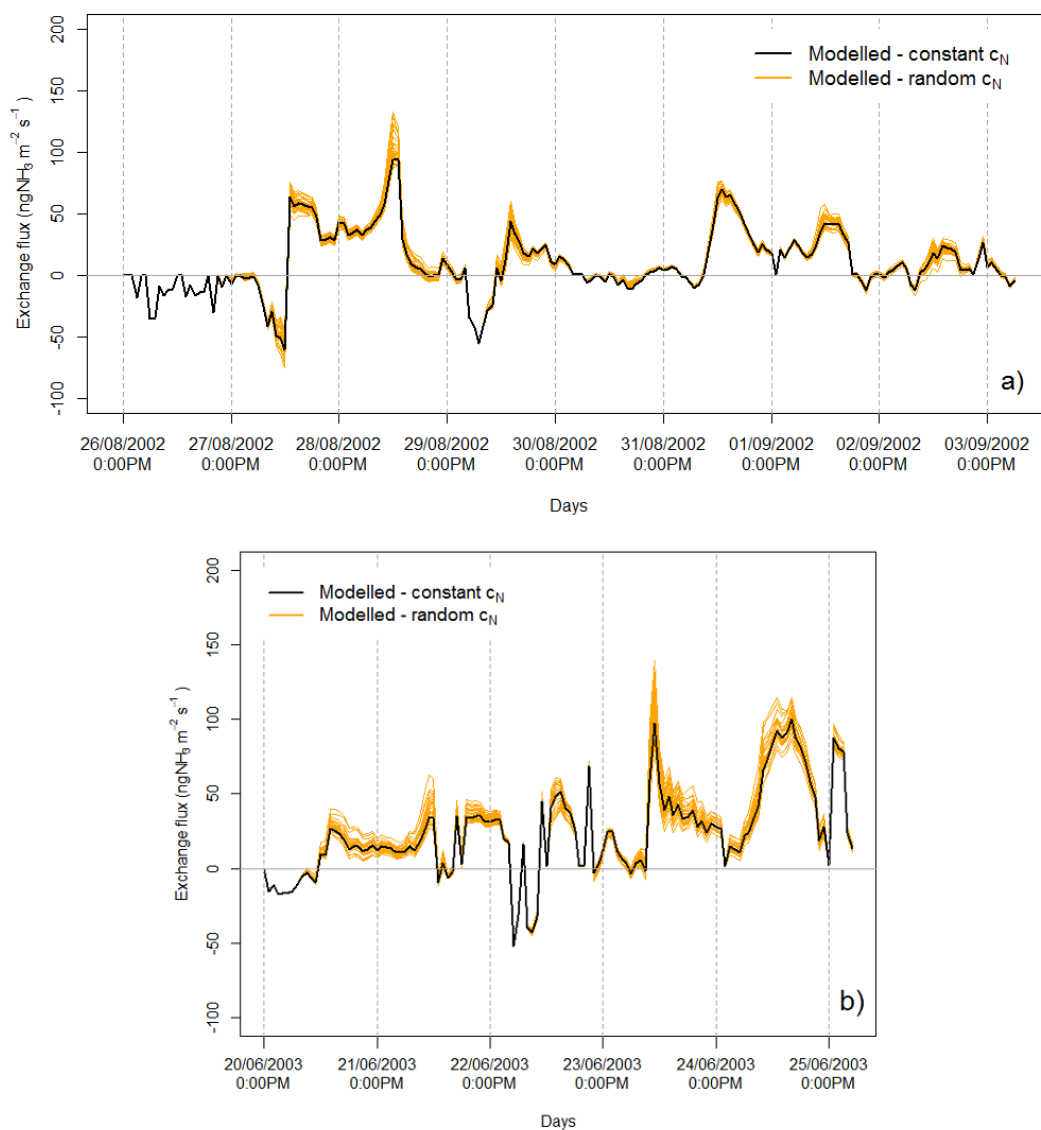 200
150
100
50
0
-50
-100
Exchange flux (ngNH₃ m⁻² s⁻¹ )
Modelled - constant c_N
Modelled - random c_N
a)
26/08/2002 27/08/2002 28/08/2002 29/08/2002 30/08/2002 31/08/2002 01/09/2002 02/09/2002 03/09/2002
0:00PM 0:00PM 0:00PM 0:00PM 0:00PM 0:00PM 0:00PM 0:00PM 0:00PM
Days
200
150
100
50
0
-50
-100
Exchange flux (ngNH₃ m⁻² s⁻¹ )
Modelled - constant c_N
Modelled - random c_N
b)
20/06/2003 21/06/2003 22/06/2003 23/06/2003 24/06/2003 25/06/2003
0:00PM 0:00PM 0:00PM 0:00PM 0:00PM 0:00PM
Days